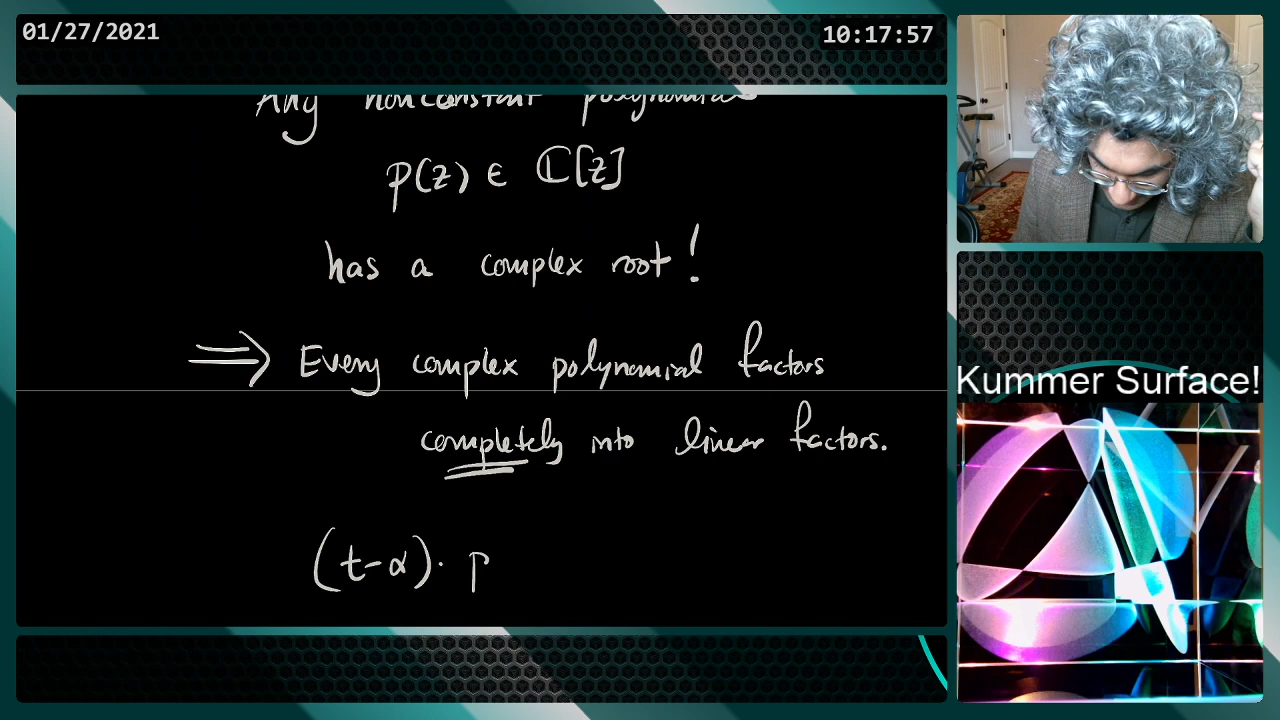 01/27/2021
10:17:57
Any nonconstant polynomial
p(z) ∈ ℂ[z]
has a complex root!
⟹ Every complex polynomial factors
completely into linear factors.
(t-α)· p
Kummer Surface!